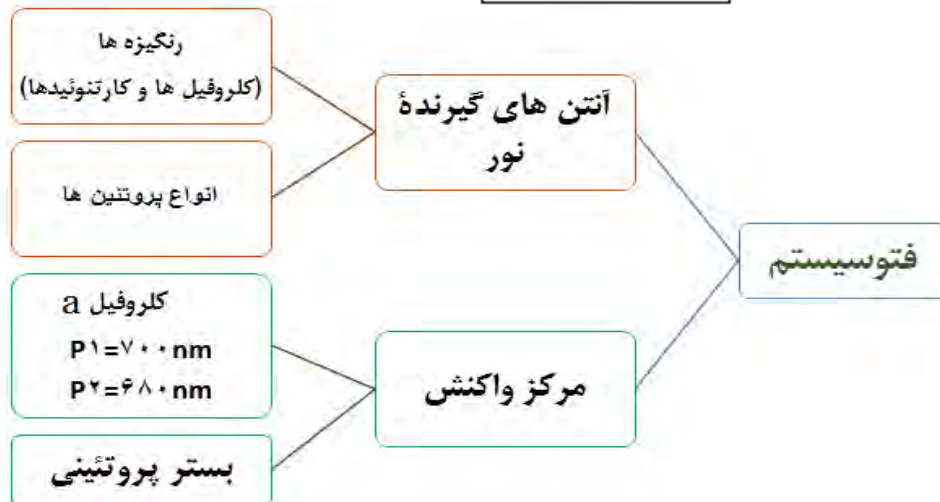 فتوسیستم
آنتن های گیرندهٔ
نور
رنگیزه ها
(کلروفیل ها و کارتنوئیدها)
انواع پروتئین ها
مرکز واکنش
کلروفیل a
P۱=۷۰۰nm
P۲=۶۸۰nm
بستر پروتئینی